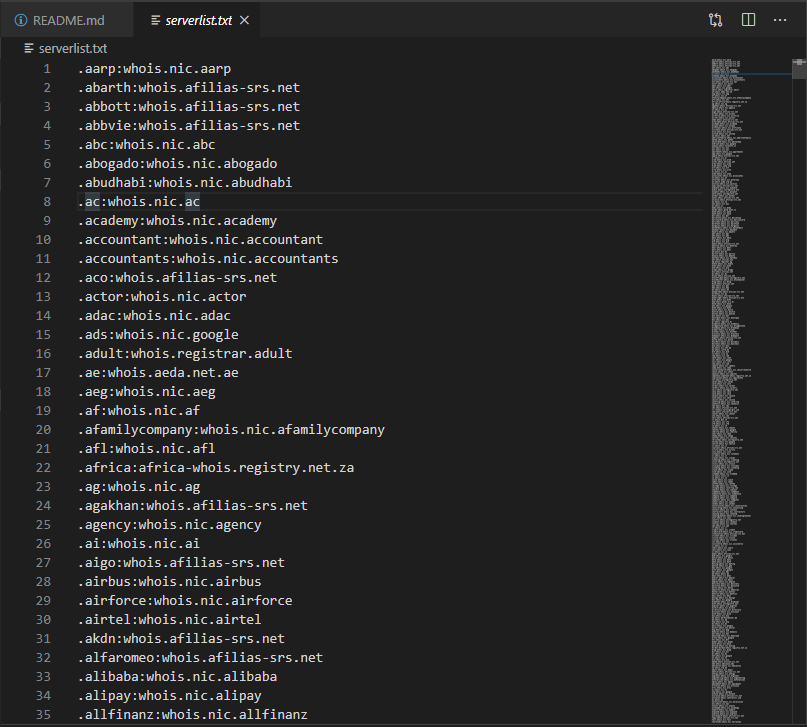 README.md serverlist.txt
serverlist.txt
1 .aarp:whois.nic.aarp
2 .abarth:whois.afilias-srs.net
3 .abbott:whois.afilias-srs.net
4 .abbvie:whois.afilias-srs.net
5 .abc:whois.nic.abc
6 .abogado:whois.nic.abogado
7 .abudhabi:whois.nic.abudhabi
8 .ac:whois.nic.ac
9 .academy:whois.nic.academy
10 .accountant:whois.nic.accountant
11 .accountants:whois.nic.accountants
12 .aco:whois.afilias-srs.net
13 .actor:whois.nic.actor
14 .adac:whois.nic.adac
15 .ads:whois.nic.google
16 .adult:whois.registrar.adult
17 .ae:whois.aeda.net.ae
18 .aeg:whois.nic.aeg
19 .af:whois.nic.af
20 .afamilycompany:whois.nic.afamilycompany
21 .afl:whois.nic.afl
22 .africa:africa-whois.registry.net.za
23 .ag:whois.nic.ag
24 .agakhan:whois.afilias-srs.net
25 .agency:whois.nic.agency
26 .ai:whois.nic.ai
27 .aigo:whois.afilias-srs.net
28 .airbus:whois.nic.airbus
29 .airforce:whois.nic.airforce
30 .airtel:whois.nic.airtel
31 .akdn:whois.afilias-srs.net
32 .alfaromeo:whois.afilias-srs.net
33 .alibaba:whois.nic.alibaba
34 .alipay:whois.nic.alipay
35 .allfinanz:whois.nic.allfinanz